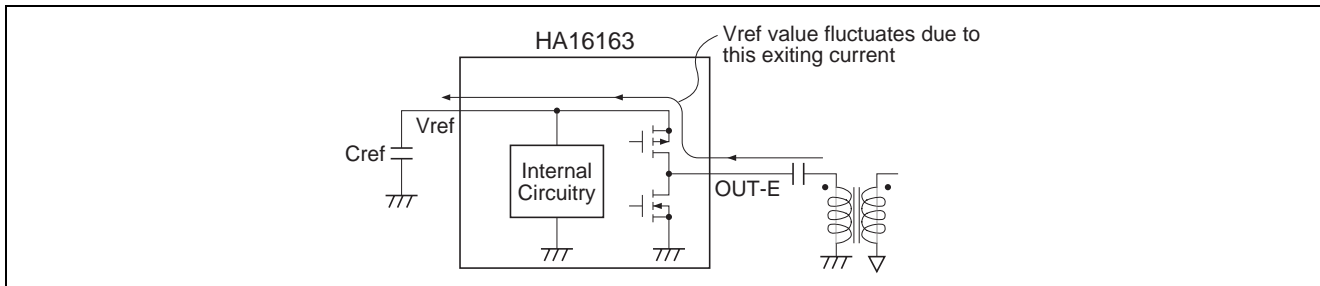 HA16163
Vref value fluctuates due to
this exiting current
Vref
Cref
Internal
Circuitry
OUT-E